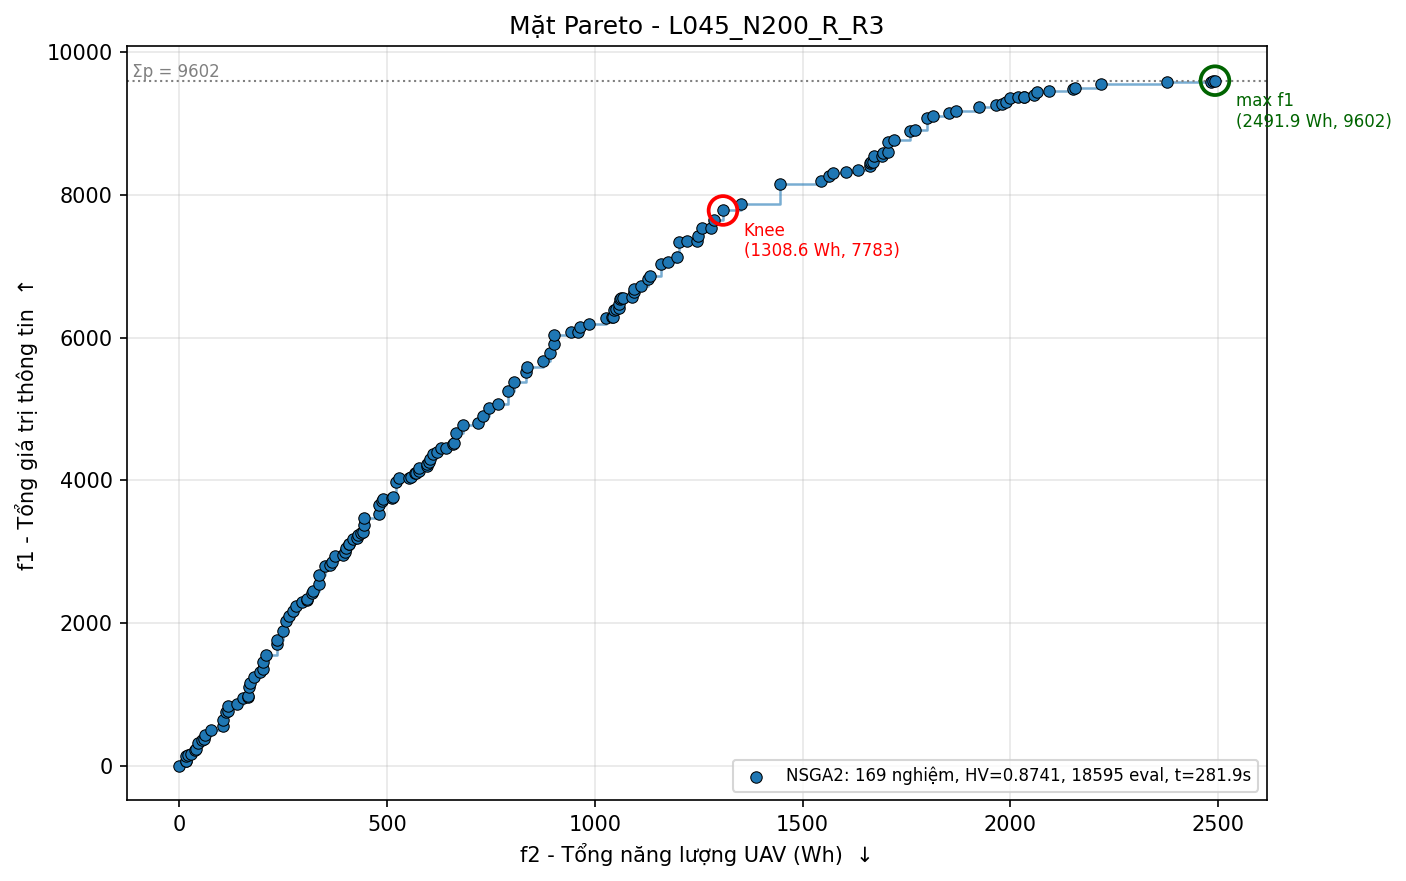 Mặt Pareto - L045_N200_R_R3
f1 - Tổng giá trị thông tin ↑
10000
8000
6000
4000
2000
0
Σp = 9602
max f1
(2491.9 Wh, 9602)
Knee
(1308.6 Wh, 7783)
NSGA2: 169 nghiệm, HV=0.8741, 18595 eval, t=281.9s
0
500
1000
1500
2000
2500
f2 - Tổng năng lượng UAV (Wh) ↓